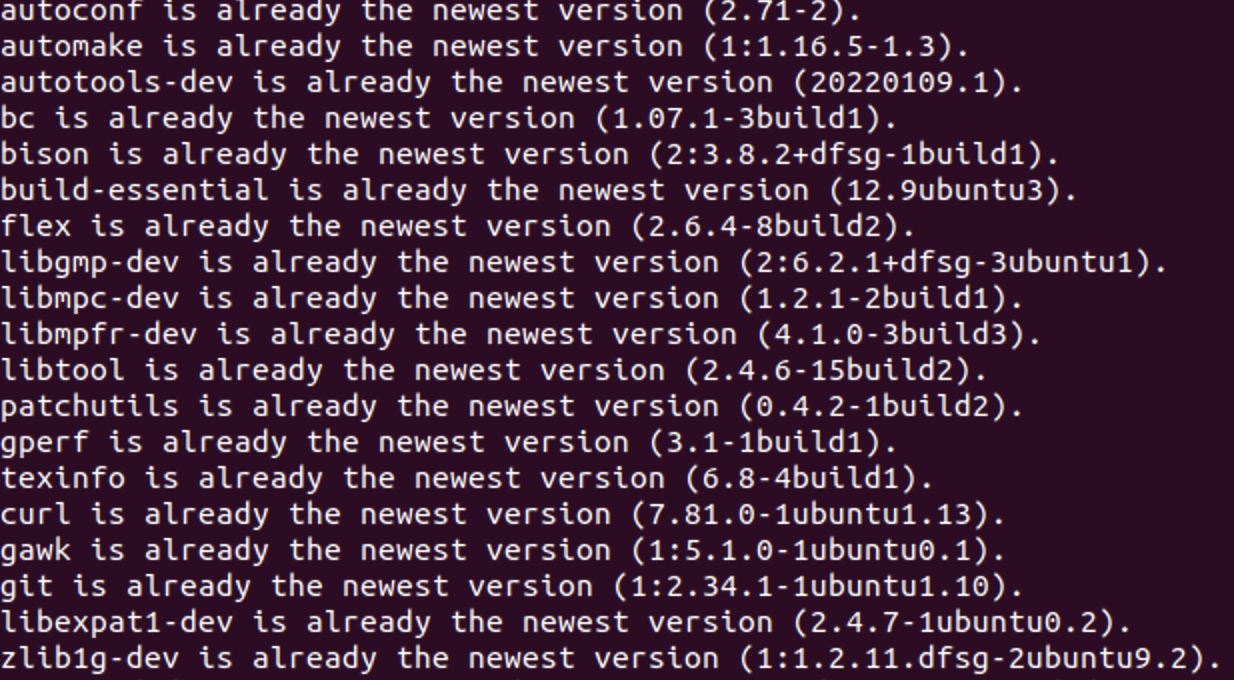 autoconf is already the newest version (2.71-2).
automake is already the newest version (1:1.16.5-1.3).
autotools-dev is already the newest version (20220109.1).
bc is already the newest version (1.07.1-3build1).
bison is already the newest version (2:3.8.2+dfsg-1build1).
build-essential is already the newest version (12.9ubuntu3).
flex is already the newest version (2.6.4-8build2).
libgmp-dev is already the newest version (2:6.2.1+dfsg-3ubuntu1).
libmpc-dev is already the newest version (1.2.1-2build1).
libmpfr-dev is already the newest version (4.1.0-3build3).
libtool is already the newest version (2.4.6-15build2).
patchutils is already the newest version (0.4.2-1build2).
gperf is already the newest version (3.1-1build1).
texinfo is already the newest version (6.8-4build1).
curl is already the newest version (7.81.0-1ubuntu1.13).
gawk is already the newest version (1:5.1.0-1ubuntu0.1).
git is already the newest version (1:2.34.1-1ubuntu1.10).
libexpat1-dev is already the newest version (2.4.7-1ubuntu0.2).
zlib1g-dev is already the newest version (1:1.2.11.dfsg-2ubuntu9.2).